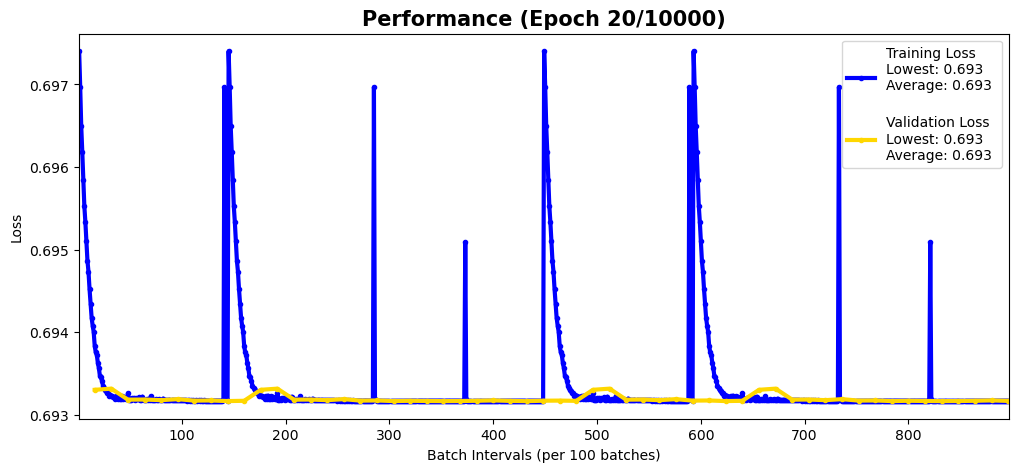 Performance (Epoch 20/10000)
Training Loss
Lowest: 0.693
Average: 0.693
Validation Loss
Lowest: 0.693
Average: 0.693
0.697
0.696
0.695
0.694
0.693
Loss
100 200 300 400 500 600 700 800
Batch Intervals (per 100 batches)